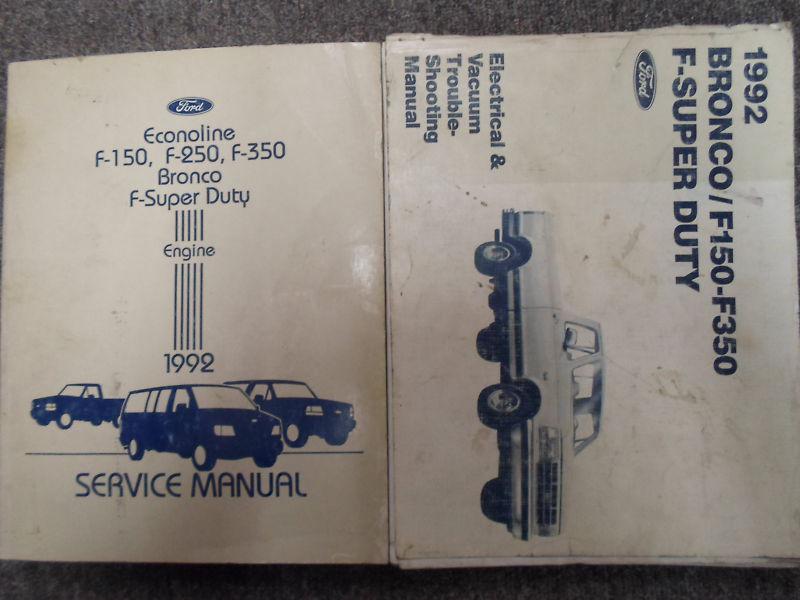 Ford
Econoline
F-150, F-250, F-350
Bronco
F-Super Duty
Engine
1992
SERVICE MANUAL
1992
BRONCO/F150-F350
F-SUPER DUTY
Ford
Electrical &
Vacuum
Trouble-
Shooting
Manual